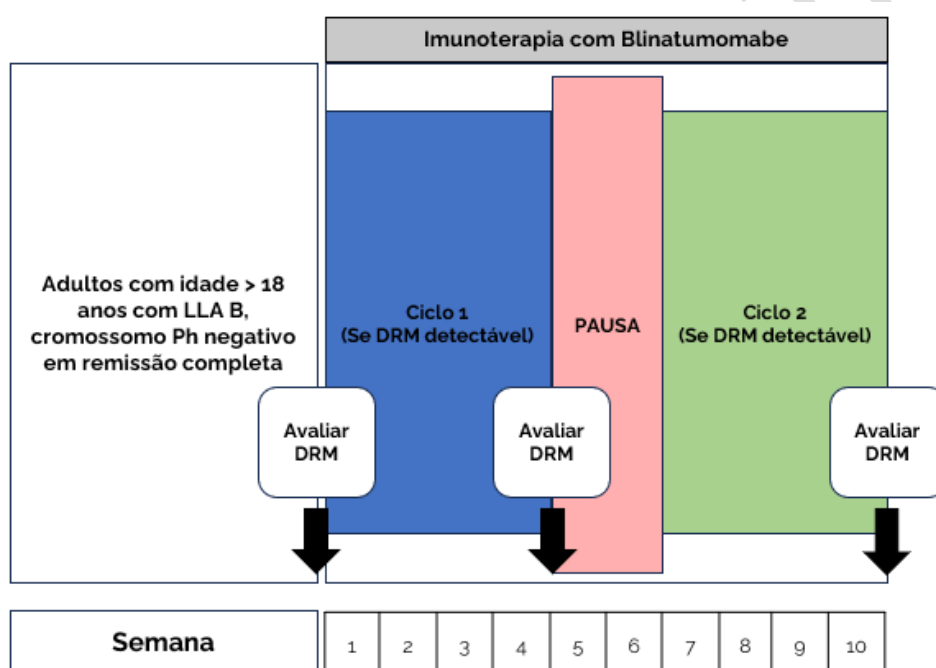 Imunoterapia com Blinatumomabe
Adultos com idade > 18
anos com LLA B,
cromossomo Ph negativo
em remissão completa
Ciclo 1
(Se DRM detectável)
PAUSA
Ciclo 2
(Se DRM detectável)
Avaliar
DRM
Avaliar
DRM
Avaliar
DRM
Semana
1 2 3 4 5 6 7 8 9 10